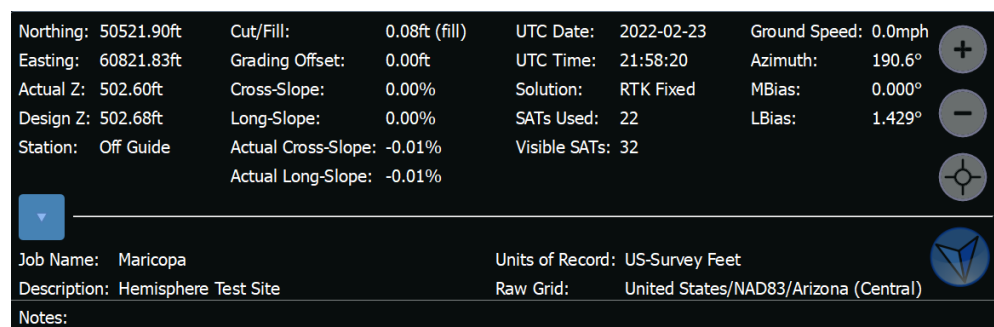 Northing: 50521.90ft Cut/Fill: 0.08ft (fill) UTC Date: 2022-02-23 Ground Speed: 0.0mph
Easting: 60821.83ft Grading Offset: 0.00ft UTC Time: 21:58:20 Azimuth: 190.6°
Actual Z: 502.60ft Cross-Slope: 0.00% Solution: RTK Fixed MBias: 0.000°
Design Z: 502.68ft Long-Slope: 0.00% SATs Used: 22 LBias: 1.429°
Station: Off Guide Actual Cross-Slope: -0.01% Visible SATs: 32
Actual Long-Slope: -0.01%
Job Name: Maricopa Units of Record: US-Survey Feet
Description: Hemisphere Test Site Raw Grid: United States/NAD83/Arizona (Central)
Notes: